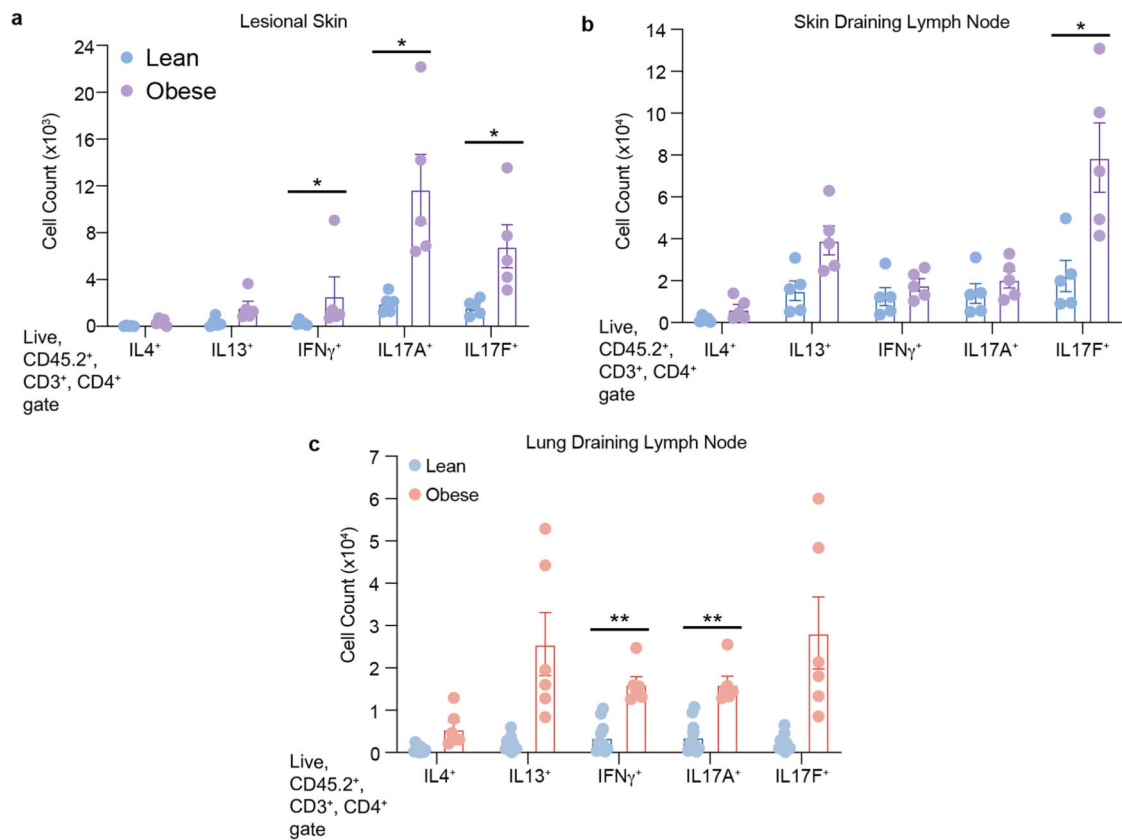 a
Lesional Skin
24
20
16
12
8
4
0
Cell Count (x10³)
Lean
Obese
*
*
*
Live,
CD45.2⁺,
CD3⁺, CD4⁺
gate
IL4⁺
IL13⁺
IFNγ⁺
IL17A⁺
IL17F⁺
b
Skin Draining Lymph Node
14
12
10
8
6
4
2
0
Cell Count (x10⁴)
*
Live,
CD45.2⁺,
CD3⁺, CD4⁺
gate
IL4⁺
IL13⁺
IFNγ⁺
IL17A⁺
IL17F⁺
c
Lung Draining Lymph Node
7
6
5
4
3
2
1
0
Cell Count (x10⁴)
Lean
Obese
**
**
Live,
CD45.2⁺,
CD3⁺, CD4⁺
gate
IL4⁺
IL13⁺
IFNγ⁺
IL17A⁺
IL17F⁺